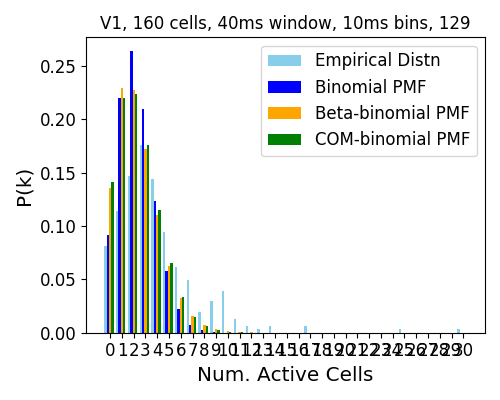 V1, 160 cells, 40ms window, 10ms bins, 129
Empirical Distn
Binomial PMF
Beta-binomial PMF
COM-binomial PMF
P(k)
0.25
0.20
0.15
0.10
0.05
0.00
0 1 2 3 4 5 6 7 8 9 10 11 12 13 14 15 16 17 18 19 20 21 22 23 24 25 26 27 28 29 30
Num. Active Cells